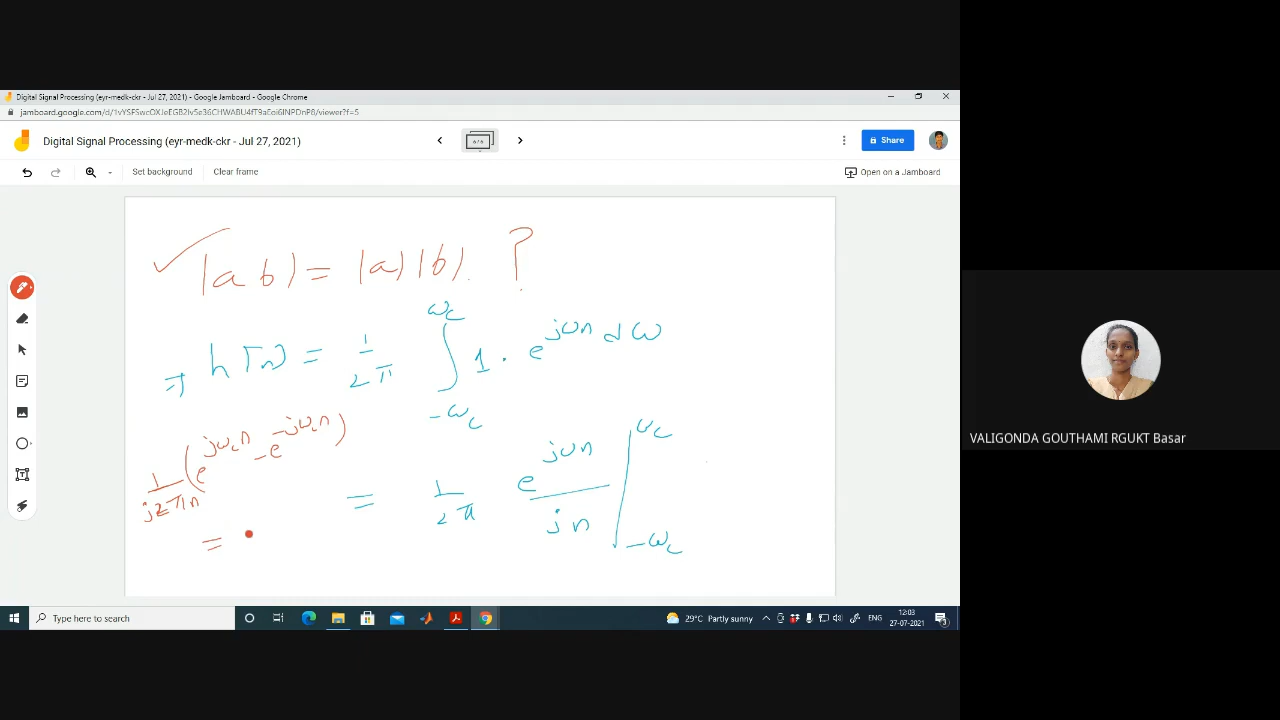 Digital Signal Processing (eyr-medk-ckr - Jul 27, 2021) - Google Jamboard - Google Chrome
Digital Signal Processing (eyr-medk-ckr - Jul 27, 2021)
6 / 6
Share
Set background
Clear frame
Open on a Jamboard
|a b| = |a| |b|. ?
⇒ h[n] = 1/2π ∫_{-ωc}^{ωc} 1 · e^{jωn} dω
1/j2πn (e^{jωcn} - e^{-jωcn})
= 1/2π e^{jωn}/jn |_{-ωc}^{ωc}
=
VALIGONDA GOUTHAMI RGUKT Basar
Type here to search
29°C Partly sunny
ENG
12:03
27-07-2021
3